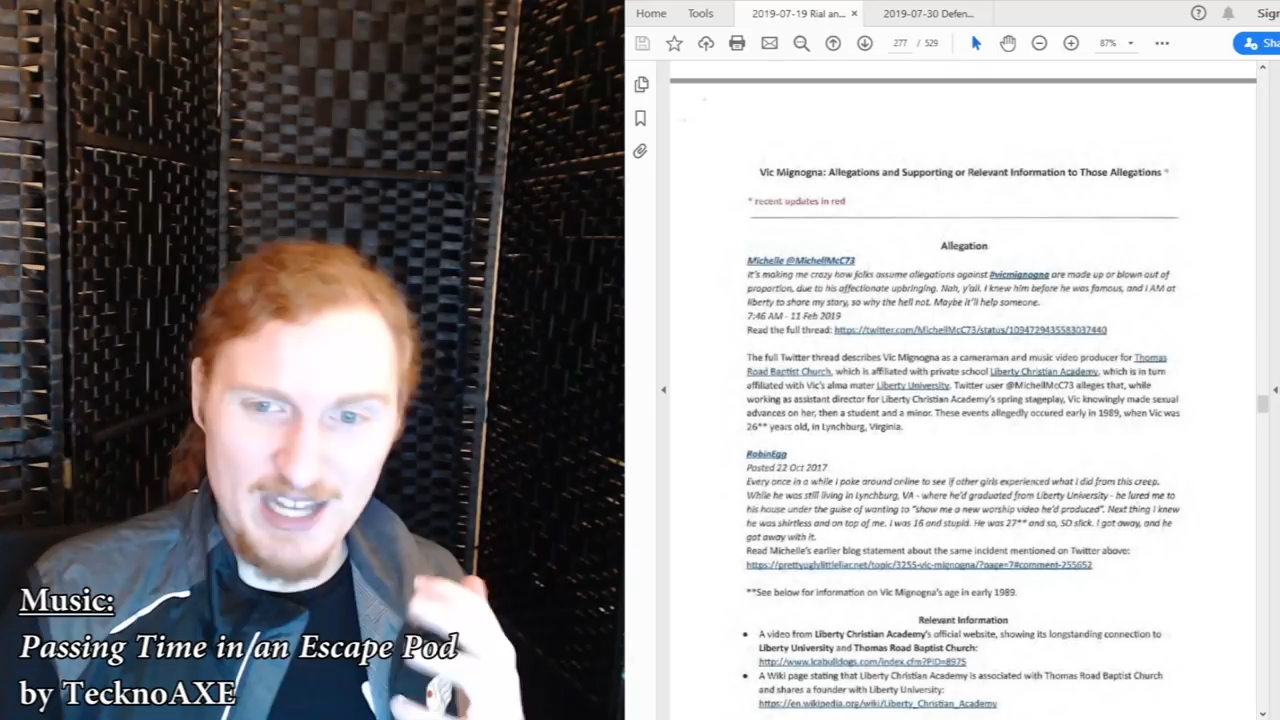 Home Tools 2019-07-19 Rial an... × 2019-07-30 Defen... Sign
277 / 529 87% Sha
Vic Mignogna: Allegations and Supporting or Relevant Information to Those Allegations *
* recent updates in red
Allegation
Michelle @MichellMcC73
It's making me crazy how folks assume allegations against #vicmignogna are made up or blown out of
proportion, due to his affectionate upbringing. Nah, y'all. I knew him before he was famous, and I AM at
liberty to share my story, so why the hell not. Maybe it'll help someone.
7:46 AM - 11 Feb 2019
Read the full thread: https://twitter.com/MichellMcC73/status/1094729435583037440
The full Twitter thread describes Vic Mignogna as a cameraman and music video producer for Thomas
Road Baptist Church, which is affiliated with private school Liberty Christian Academy, which is in turn
affiliated with Vic's alma mater Liberty University. Twitter user @MichellMcC73 alleges that, while
working as assistant director for Liberty Christian Academy's spring stageplay, Vic knowingly made sexual
advances on her, then a student and a minor. These events allegedly occured early in 1989, when Vic was
26** years old, in Lynchburg, Virginia.
RobinEgg
Posted 22 Oct 2017
Every once in a while I poke around online to see if other girls experienced what I did from this creep.
While he was still living in Lynchburg, VA - where he'd graduated from Liberty University - he lured me to
his house under the guise of wanting to "show me a new worship video he'd produced". Next thing I knew
he was shirtless and on top of me. I was 16 and stupid. He was 27** and so, SO slick. I got away, and he
got away with it.
Read Michelle's earlier blog statement about the same incident mentioned on Twitter above:
https://prettyuglylittleliar.net/topic/3255-vic-mignogna/?page=7#comment-255652
**See below for information on Vic Mignogna's age in early 1989.
Relevant Information
• A video from Liberty Christian Academy's official website, showing its longstanding connection to
Liberty University and Thomas Road Baptist Church:
http://www.lcabulldogs.com/index.cfm?PID=8975
• A Wiki page stating that Liberty Christian Academy is associated with Thomas Road Baptist Church
and shares a founder with Liberty University:
https://en.wikipedia.org/wiki/Liberty_Christian_Academy
Music:
Passing Time in an Escape Pod
by TecknoAXE